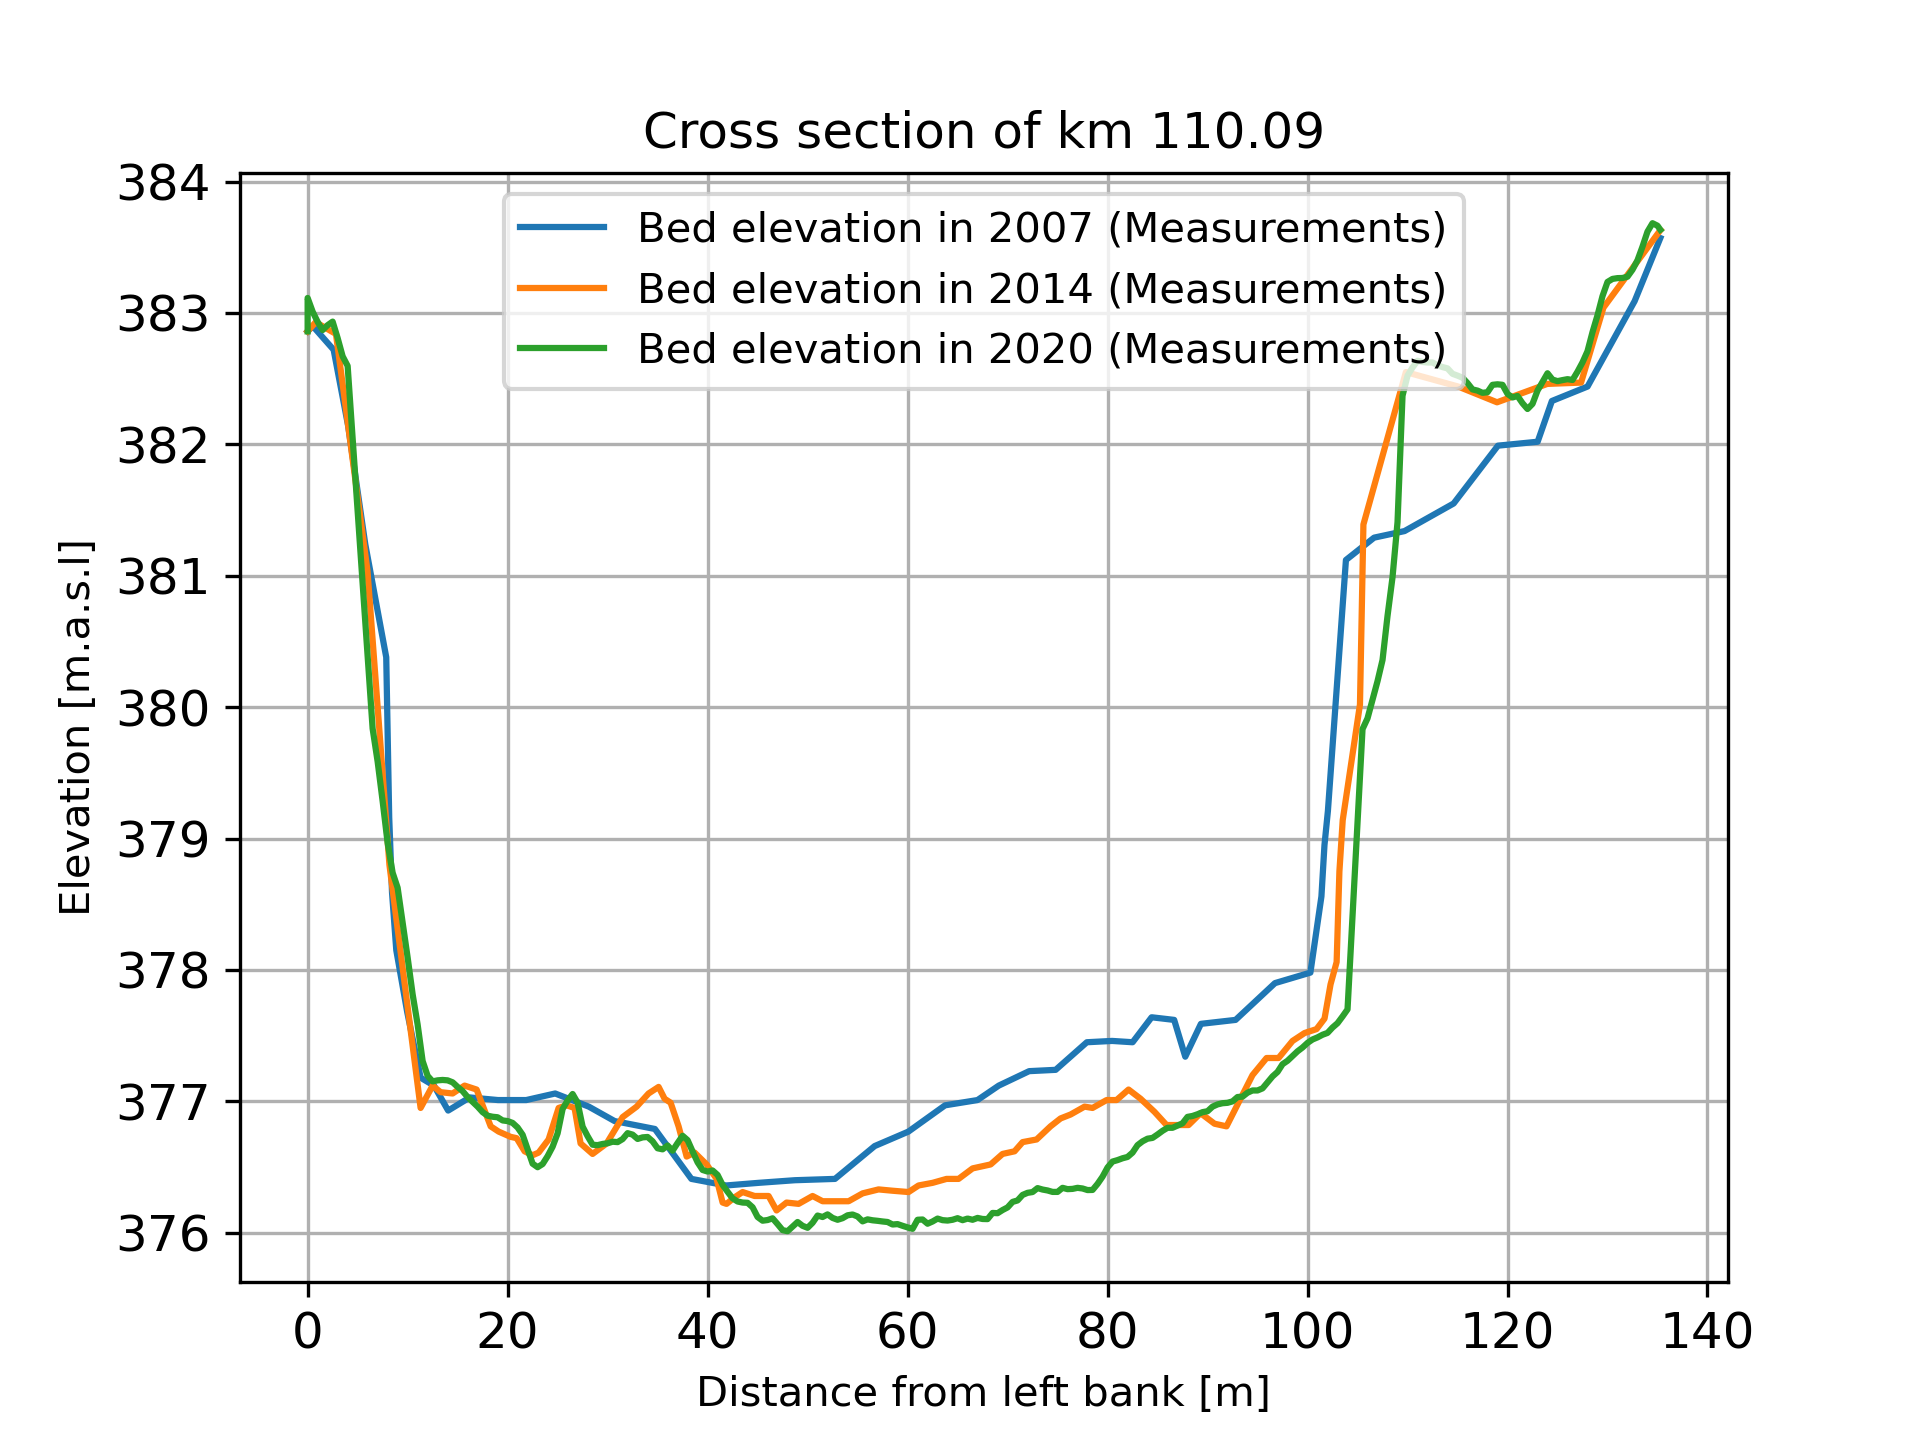 Cross section of km 110.09
Bed elevation in 2007 (Measurements)
Bed elevation in 2014 (Measurements)
Bed elevation in 2020 (Measurements)
Elevation [m.a.s.l]
384
383
382
381
380
379
378
377
376
0 20 40 60 80 100 120 140
Distance from left bank [m]